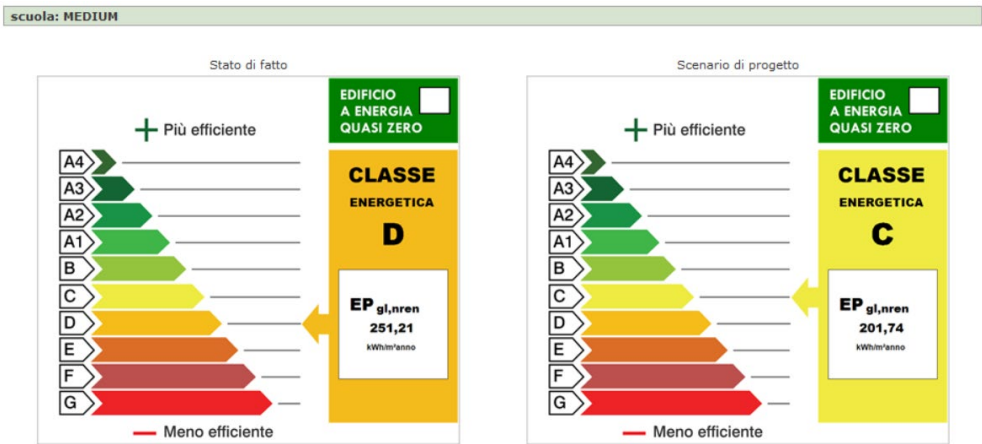 scuola: MEDIUM
Stato di fatto
EDIFICIO
A ENERGIA
QUASI ZERO
Più efficiente
A4
A3
A2
A1
B
C
D
E
F
G
Meno efficiente
CLASSE
ENERGETICA
D
EP gl,nren
251,21
kWh/m²anno
Scenario di progetto
EDIFICIO
A ENERGIA
QUASI ZERO
Più efficiente
A4
A3
A2
A1
B
C
D
E
F
G
Meno efficiente
CLASSE
ENERGETICA
C
EP gl,nren
201,74
kWh/m²anno